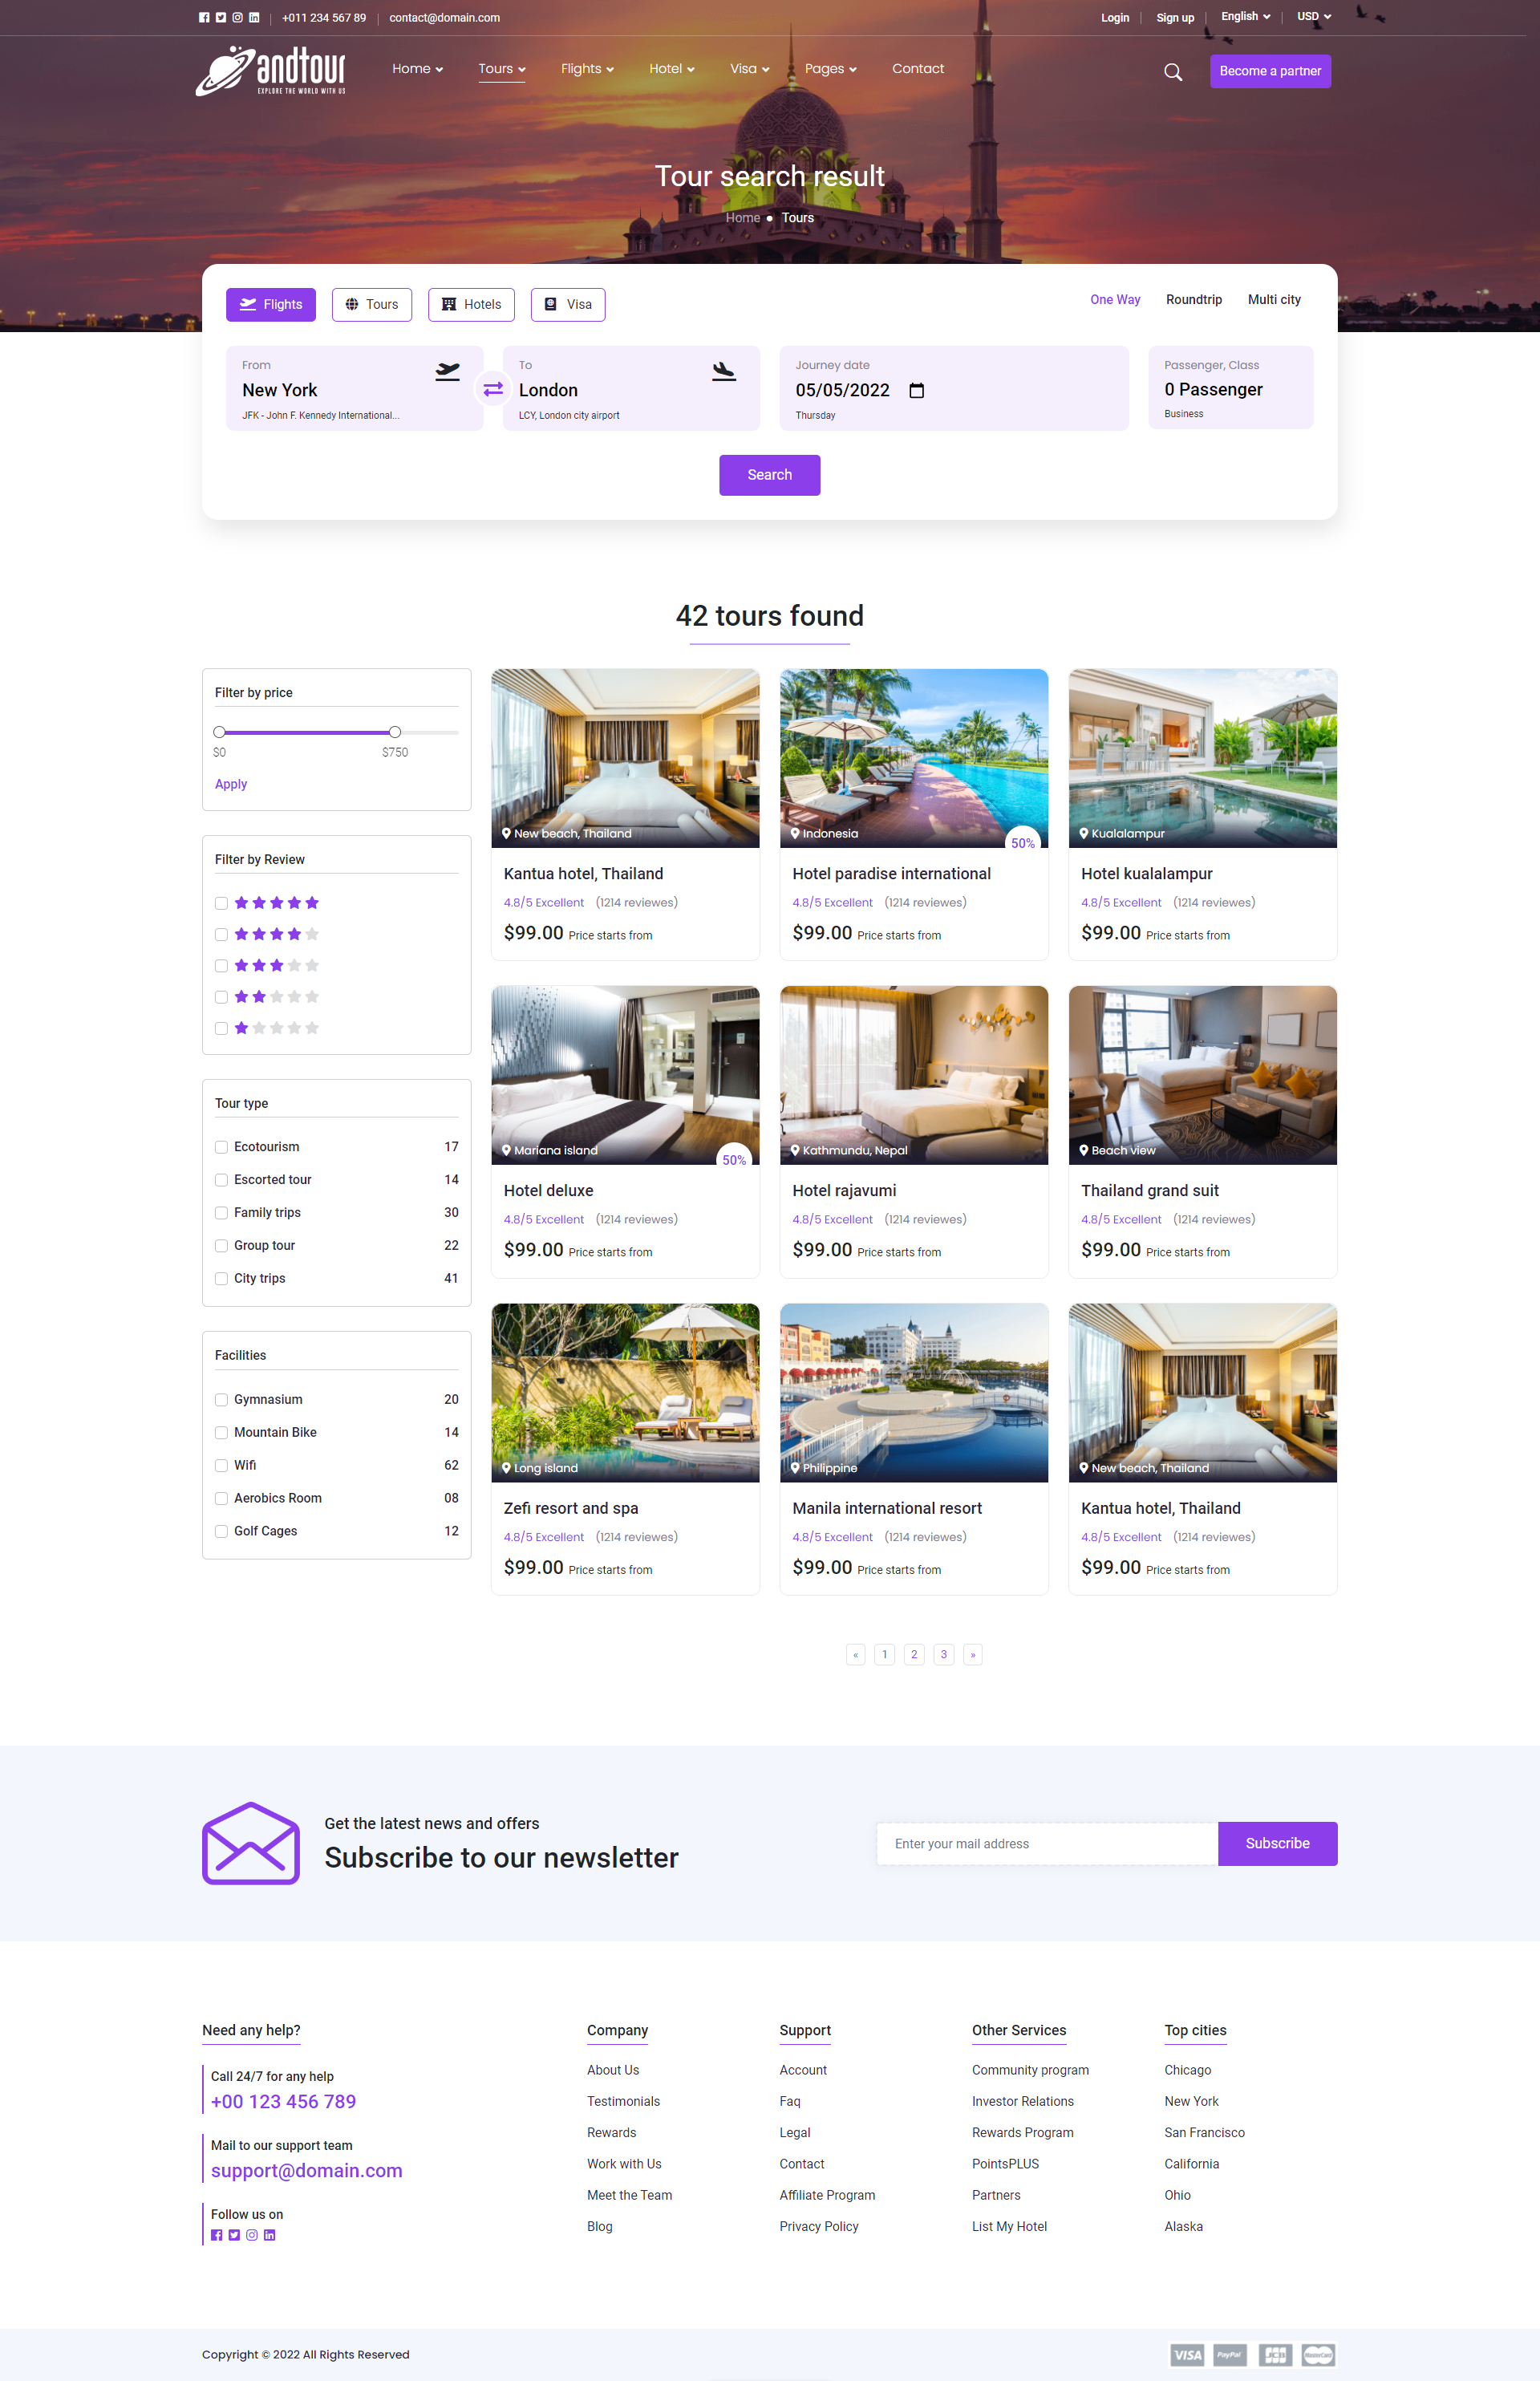 +011 234 567 89
contact@domain.com
Login
Sign up
English
USD
andtour
EXPLORE THE WORLD WITH US
Home
Tours
Flights
Hotel
Visa
Pages
Contact
Become a partner
Tour search result
Home
Tours
Flights
Tours
Hotels
Visa
One Way
Roundtrip
Multi city
From
New York
JFK - John F. Kennedy International...
To
London
LCY, London city airport
Journey date
05/05/2022
Thursday
Passenger, Class
0 Passenger
Business
Search
42 tours found
Filter by price
$0
$750
Apply
Filter by Review
Tour type
Ecotourism 17
Escorted tour 14
Family trips 30
Group tour 22
City trips 41
Facilities
Gymnasium 20
Mountain Bike 14
Wifi 62
Aerobics Room 08
Golf Cages 12
New beach, Thailand
Kantua hotel, Thailand
4.8/5 Excellent (1214 reviewes)
$99.00 Price starts from
Indonesia
50%
Hotel paradise international
4.8/5 Excellent (1214 reviewes)
$99.00 Price starts from
Kualalampur
Hotel kualalampur
4.8/5 Excellent (1214 reviewes)
$99.00 Price starts from
Mariana island
50%
Hotel deluxe
4.8/5 Excellent (1214 reviewes)
$99.00 Price starts from
Kathmundu, Nepal
Hotel rajavumi
4.8/5 Excellent (1214 reviewes)
$99.00 Price starts from
Beach view
Thailand grand suit
4.8/5 Excellent (1214 reviewes)
$99.00 Price starts from
Long island
Zefi resort and spa
4.8/5 Excellent (1214 reviewes)
$99.00 Price starts from
Philippine
Manila international resort
4.8/5 Excellent (1214 reviewes)
$99.00 Price starts from
New beach, Thailand
Kantua hotel, Thailand
4.8/5 Excellent (1214 reviewes)
$99.00 Price starts from
« 1 2 3 »
Get the latest news and offers
Subscribe to our newsletter
Enter your mail address
Subscribe
Need any help?
Call 24/7 for any help
+00 123 456 789
Mail to our support team
support@domain.com
Follow us on
Company
About Us
Testimonials
Rewards
Work with Us
Meet the Team
Blog
Support
Account
Faq
Legal
Contact
Affiliate Program
Privacy Policy
Other Services
Community program
Investor Relations
Rewards Program
PointsPLUS
Partners
List My Hotel
Top cities
Chicago
New York
San Francisco
California
Ohio
Alaska
Copyright © 2022 All Rights Reserved
VISA
PayPal
JCB
MasterCard